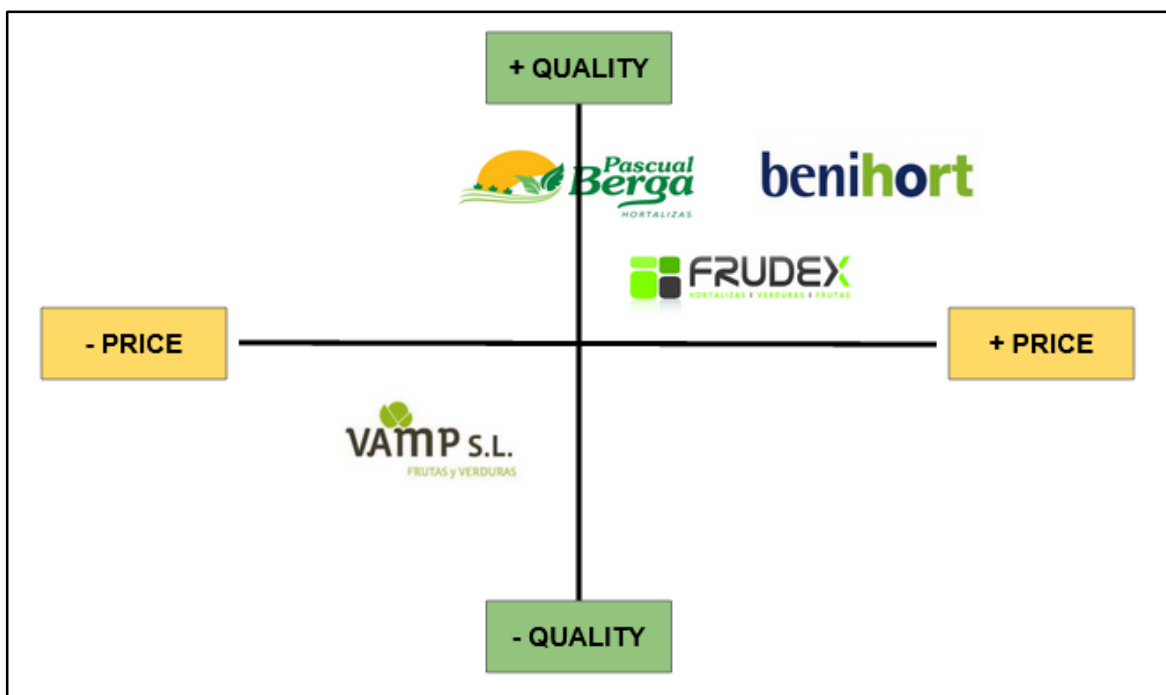 + QUALITY
Pascual
Berga
HORTALIZAS
benihort
FRUDEX
HORTALIZAS | VERDURAS | FRUTAS
- PRICE
+ PRICE
VAMP S.L.
FRUTAS y VERDURAS
- QUALITY